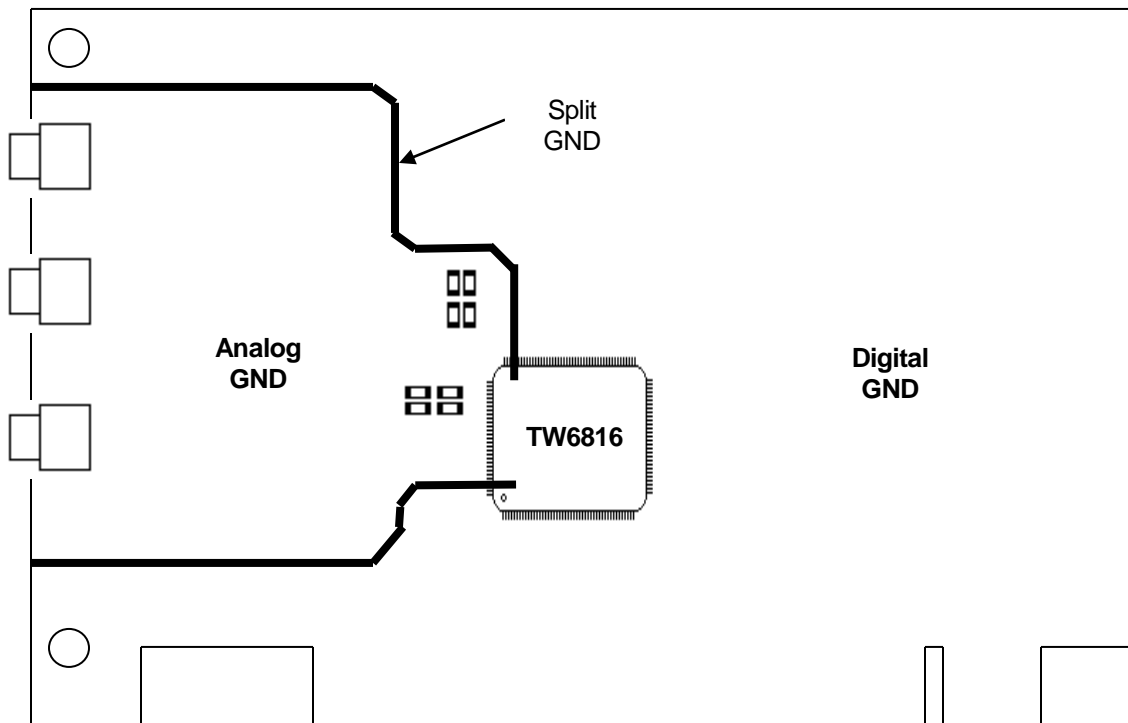 Split
GND
Analog
GND
Digital
GND
TW6816